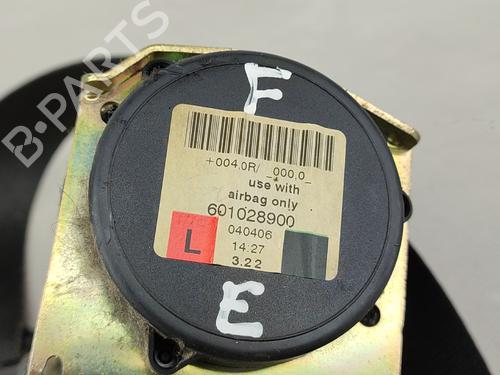 F
+004.0R/ _000.0_
use with
airbag only
601028900
040406
L
14:27
3.22
E
B-PARTS